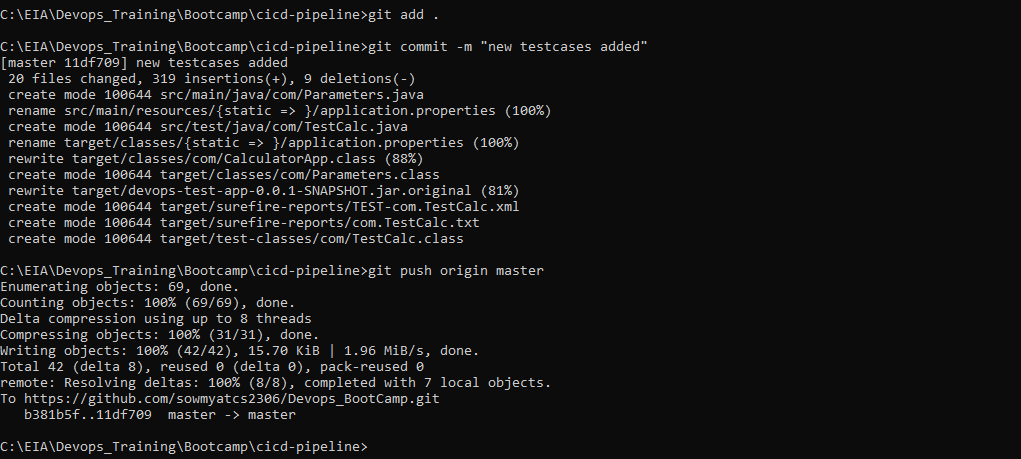 C:\EIA\Devops_Training\Bootcamp\cicd-pipeline>git add .
C:\EIA\Devops_Training\Bootcamp\cicd-pipeline>git commit -m "new testcases added"
[master 11df709] new testcases added
 20 files changed, 319 insertions(+), 9 deletions(-)
 create mode 100644 src/main/java/com/Parameters.java
 rename src/main/resources/{static => }/application.properties (100%)
 create mode 100644 src/test/java/com/TestCalc.java
 rename target/classes/{static => }/application.properties (100%)
 rewrite target/classes/com/CalculatorApp.class (88%)
 create mode 100644 target/classes/com/Parameters.class
 rewrite target/devops-test-app-0.0.1-SNAPSHOT.jar.original (81%)
 create mode 100644 target/surefire-reports/TEST-com.TestCalc.xml
 create mode 100644 target/surefire-reports/com.TestCalc.txt
 create mode 100644 target/test-classes/com/TestCalc.class
C:\EIA\Devops_Training\Bootcamp\cicd-pipeline>git push origin master
Enumerating objects: 69, done.
Counting objects: 100% (69/69), done.
Delta compression using up to 8 threads
Compressing objects: 100% (31/31), done.
Writing objects: 100% (42/42), 15.70 KiB | 1.96 MiB/s, done.
Total 42 (delta 8), reused 0 (delta 0), pack-reused 0
remote: Resolving deltas: 100% (8/8), completed with 7 local objects.
To https://github.com/sowmyatcs2306/Devops_BootCamp.git
   b381b5f..11df709  master -> master
C:\EIA\Devops_Training\Bootcamp\cicd-pipeline>